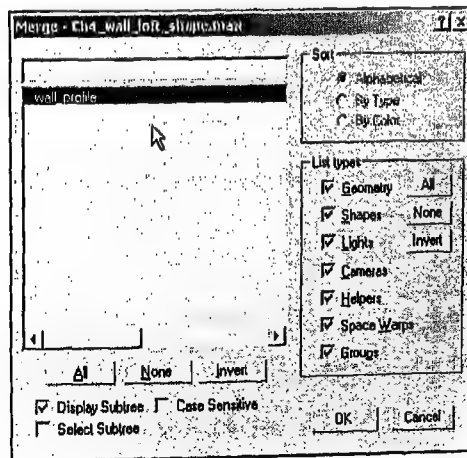 Merge - Ch4_wall_loft_shape.max
wall_profile
Sort
Alphabetical
By Type
By Color
List types
Geometry
All
Shapes
None
Lights
Invert
Cameras
Helpers
Space Warps
Groups
All None Invert
Display Subtree Case Sensitive
Select Subtree
OK Cancel